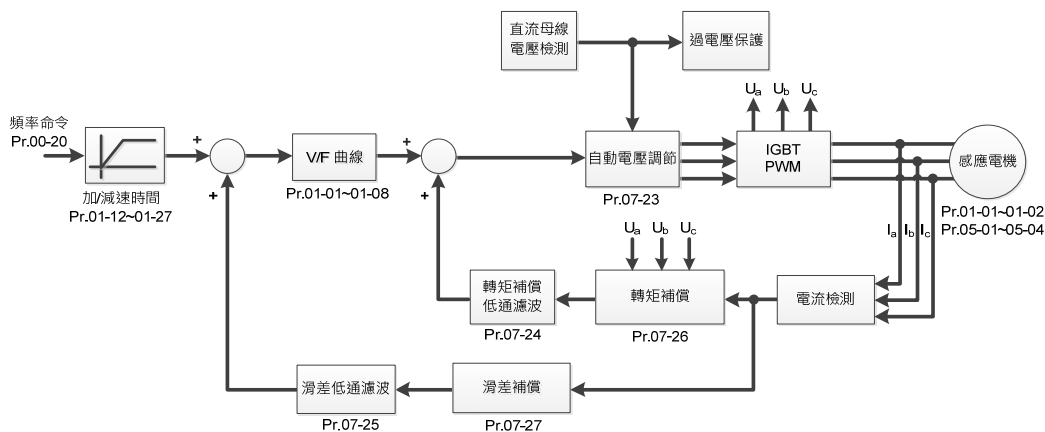 直流母線
電壓檢測
過電壓保護
Ua Ub Uc
頻率命令
Pr.00-20
+
+
V/F 曲線
+
+
自動電壓調節
IGBT
PWM
感應電機
加/減速時間
Pr.01-12~01-27
Pr.01-01~01-08
Pr.07-23
Pr.01-01~01-02
Pr.05-01~05-04
Ua Ub Uc
Ia Ib Ic
轉矩補償
低通濾波
轉矩補償
電流檢測
Pr.07-24
Pr.07-26
滑差低通濾波
滑差補償
Pr.07-25
Pr.07-27